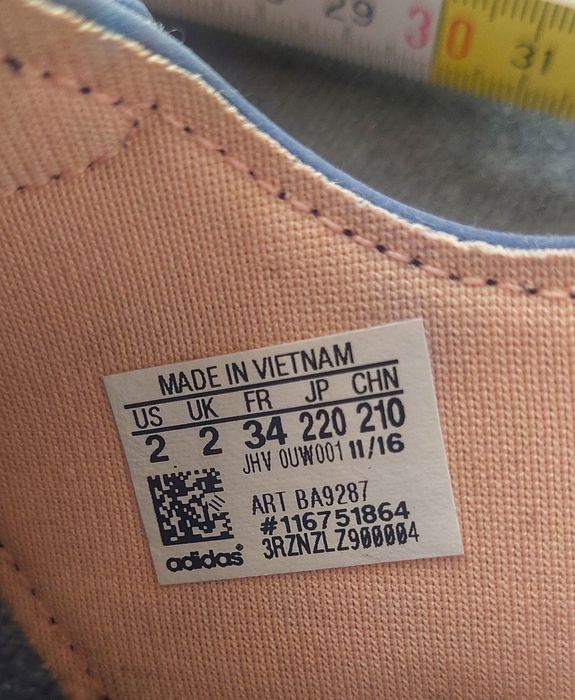 29 30 31
MADE IN VIETNAM
US UK FR JP CHN
2 2 34 220 210
JHV 0UW001 11/16
ART BA9287
#116751864
3RZNZLZ900004
adidas